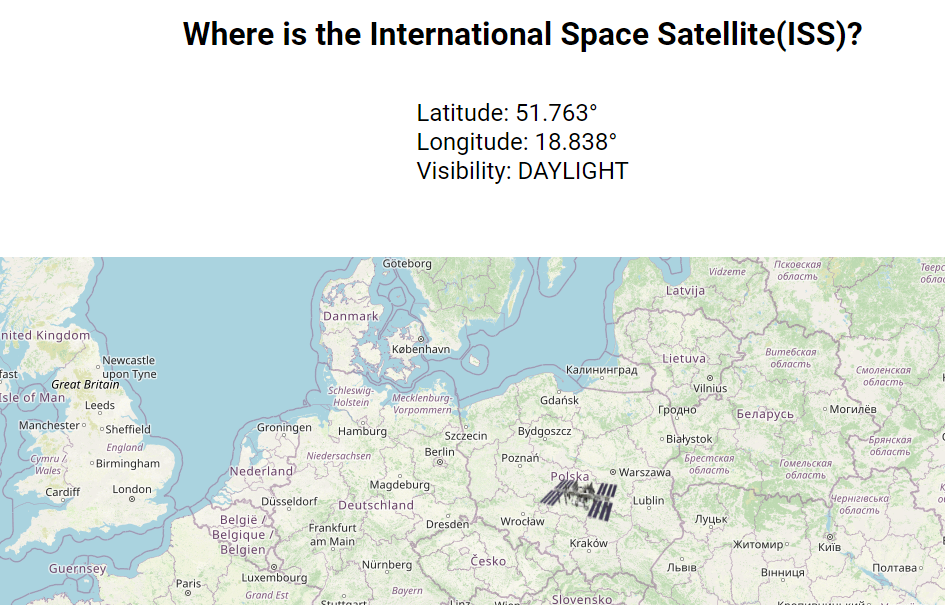 Where is the International Space Satellite(ISS)?
Latitude: 51.763°
Longitude: 18.838°
Visibility: DAYLIGHT
Göteborg
Псковская
область
Vidzeme
Latvija
Danmark
nited Kingdom
København
Lietuva
Витебская
область
Newcastle
upon Tyne
Калининград
Смоленская
область
fast
Great Britain
Isle of Man
Schleswig-
Holstein
Mecklenburg-
Vorpommern
Vilnius
Leeds
Gdańsk
Гродно
Беларусь
Могилёв
Manchester
Sheffield
Groningen
Hamburg
Szczecin
Bydgoszcz
Białystok
Брянская
область
England
Cymru /
Wales
Birmingham
Niedersachsen
Berlin
Poznań
Брестская
область
Гомельская
область
Nederland
Polska
Warszawa
Cardiff
London
Magdeburg
Düsseldorf
Deutschland
Lublin
Чернігівська
область
België /
Belgique /
Belgien
Frankfurt
am Main
Dresden
Wrocław
Луцьк
Kraków
Житомир
Київ
Guernsey
Luxembourg
Nürnberg
Česko
Львів
Вінниця
Полтава
Paris
Grand Est
Bayern
Stuttgart
Linz
Wien
Slovensko
Кропивницький